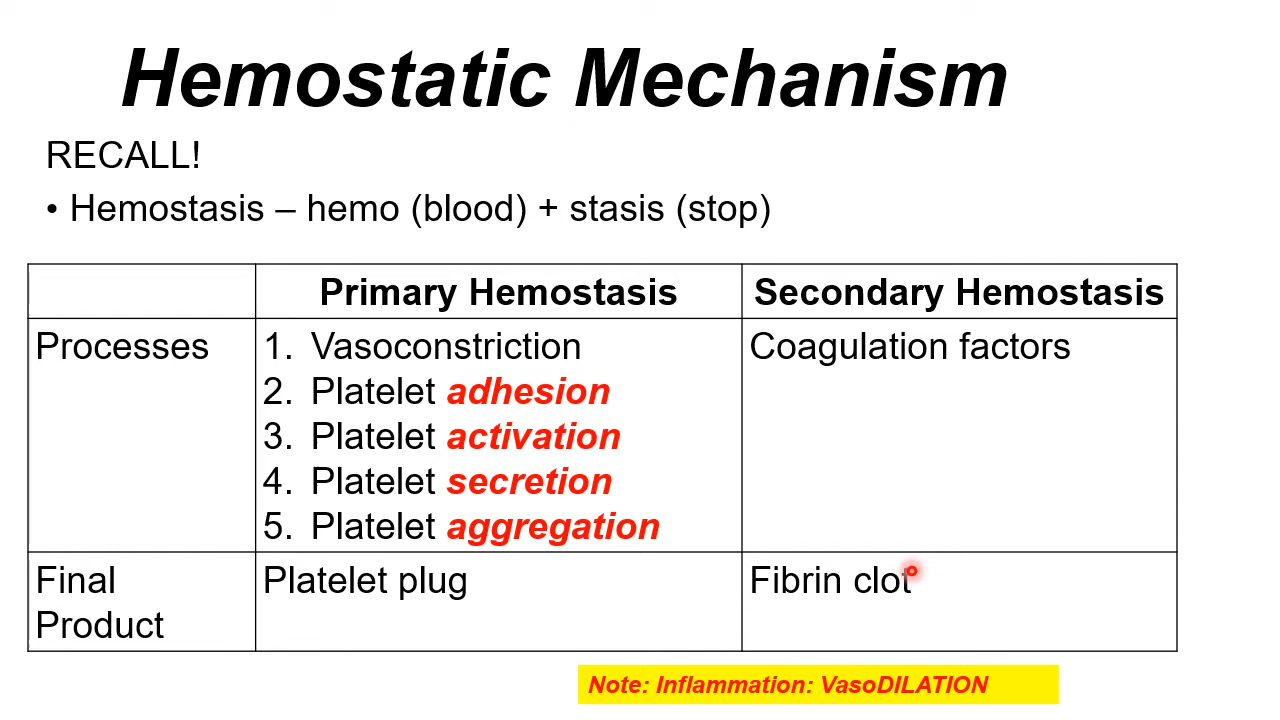 Hemostatic Mechanism
RECALL!
• Hemostasis – hemo (blood) + stasis (stop)
Primary Hemostasis
Secondary Hemostasis
Processes
1. Vasoconstriction
2. Platelet adhesion
3. Platelet activation
4. Platelet secretion
5. Platelet aggregation
Coagulation factors
Final
Product
Platelet plug
Fibrin clot
Note: Inflammation: VasoDILATION